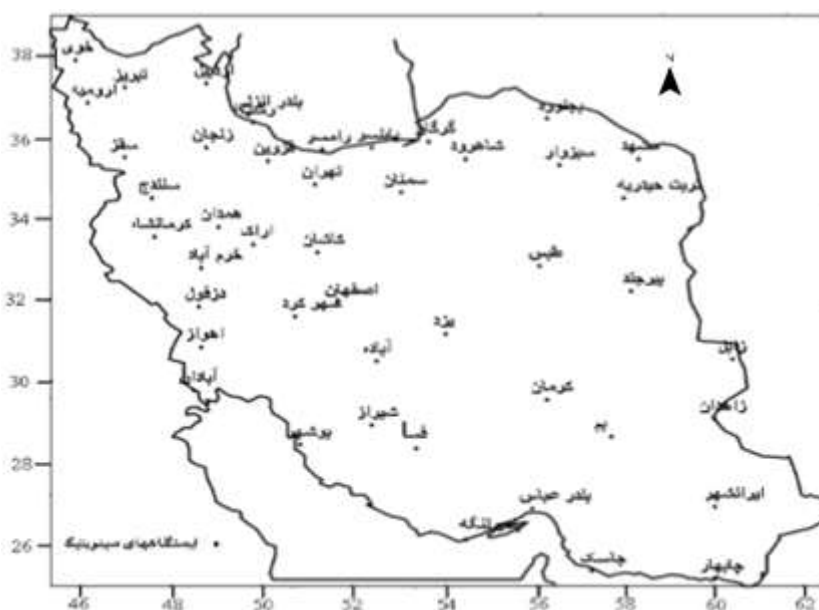 38
خوی
تبریز
اردبیل
ارومیه
بندر انزلی
رشت
N
36
سقز
زنجان
قزوین
رامسر
بابلسر
گرگان
شاهرود
بجنورد
سبزوار
مشهد
تهران
سمنان
تربت حیدریه
سنندج
34
همدان
کرمانشاه
اراک
کاشان
خرم آباد
طبس
بیرجند
32
دزفول
اصفهان
شهر کرد
یزد
اهواز
آباده
زابل
آبادان
30
کرمان
زاهدان
شیراز
فسا
بم
بوشهر
28
بندر عباس
ایرانشهر
26
ایستگاههای سینوپتیک
جاسک
چابهار
46 48 50 52 54 56 58 60 62